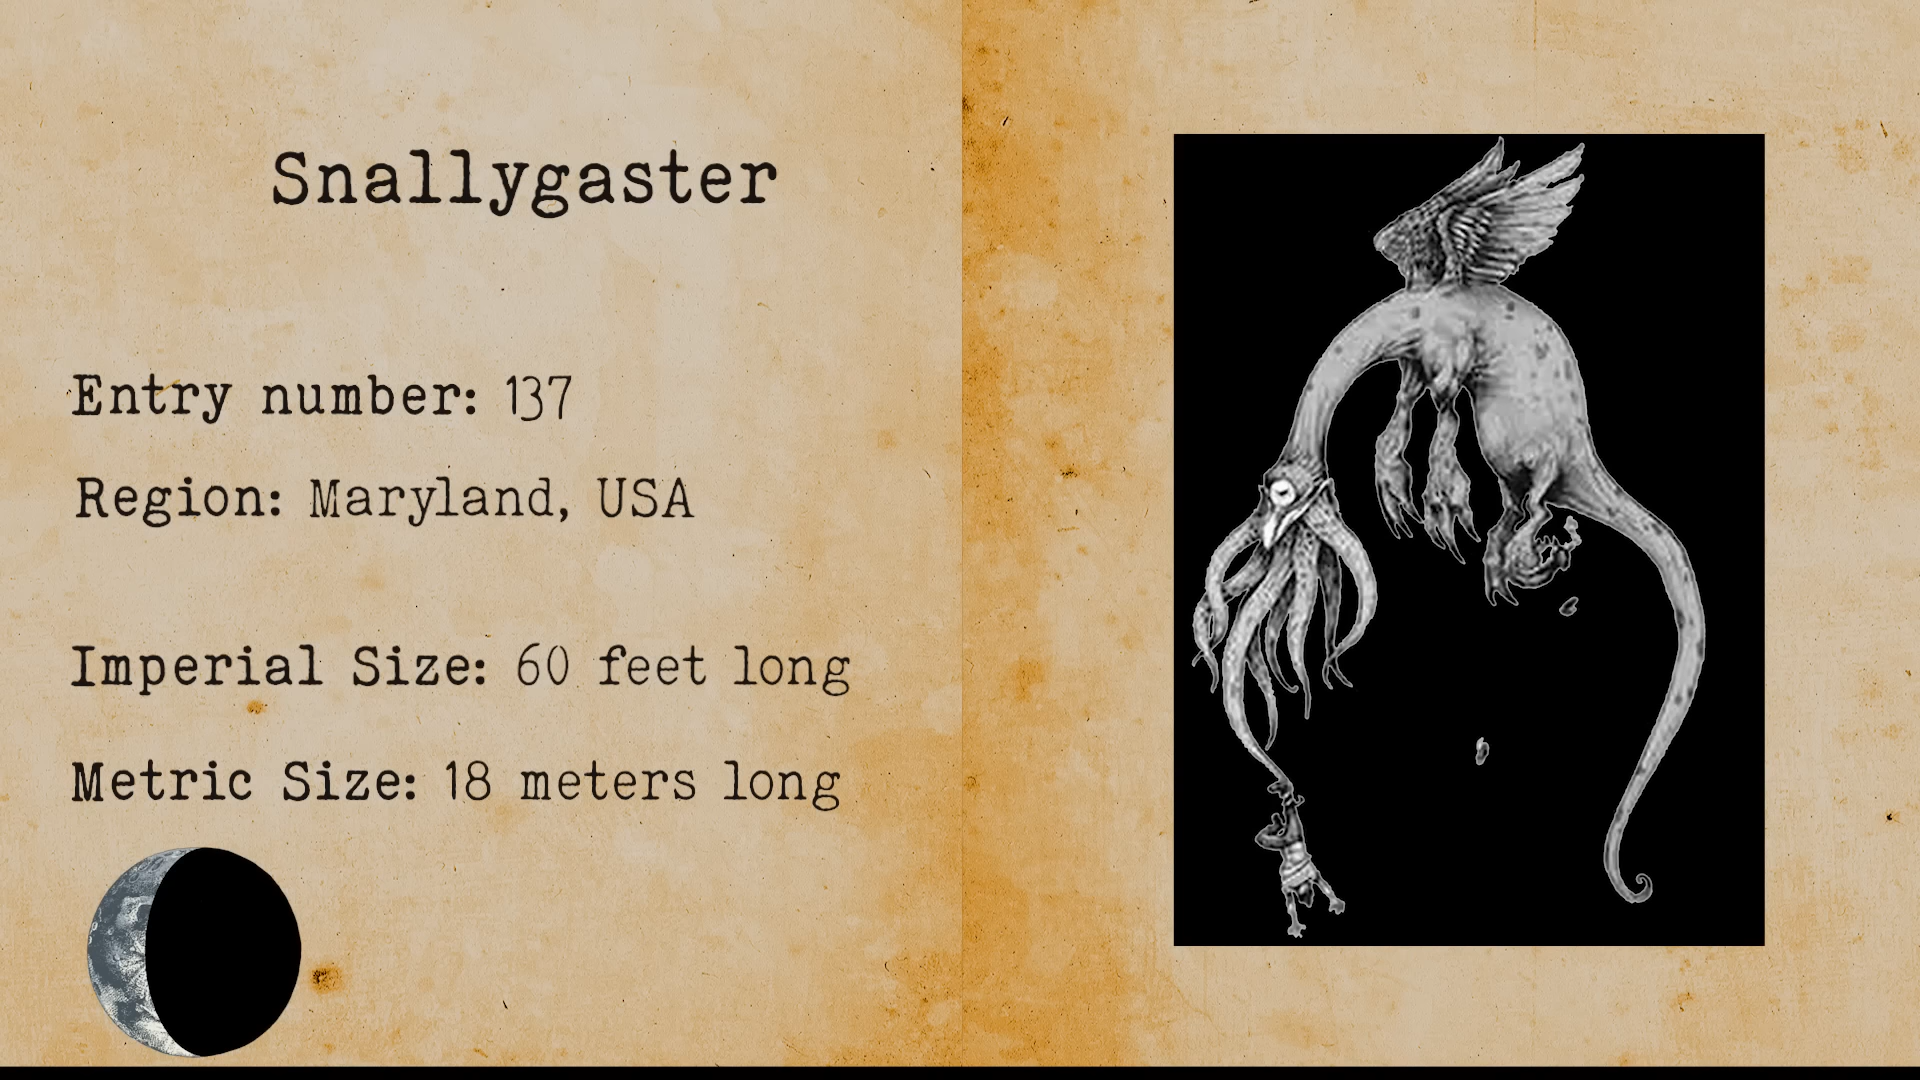 Snallygaster
Entry number: 137
Region: Maryland, USA
Imperial Size: 60 feet long
Metric Size: 18 meters long